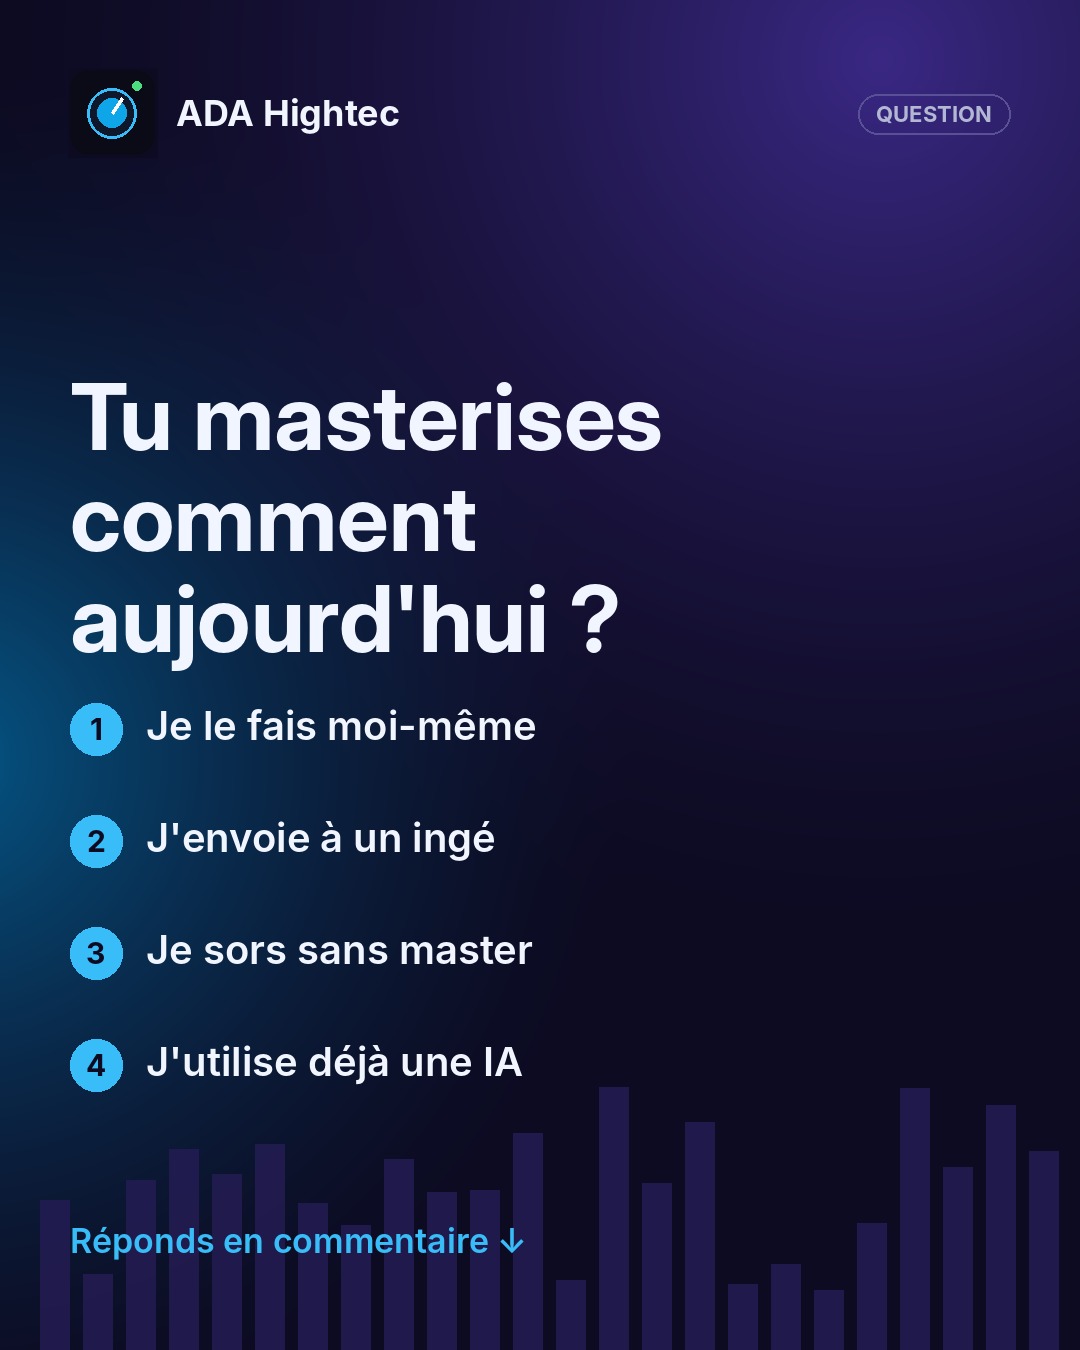 ADA Hightec
QUESTION
Tu masterises
comment
aujourd'hui ?
1 Je le fais moi-même
2 J'envoie à un ingé
3 Je sors sans master
4 J'utilise déjà une IA
Réponds en commentaire ↓